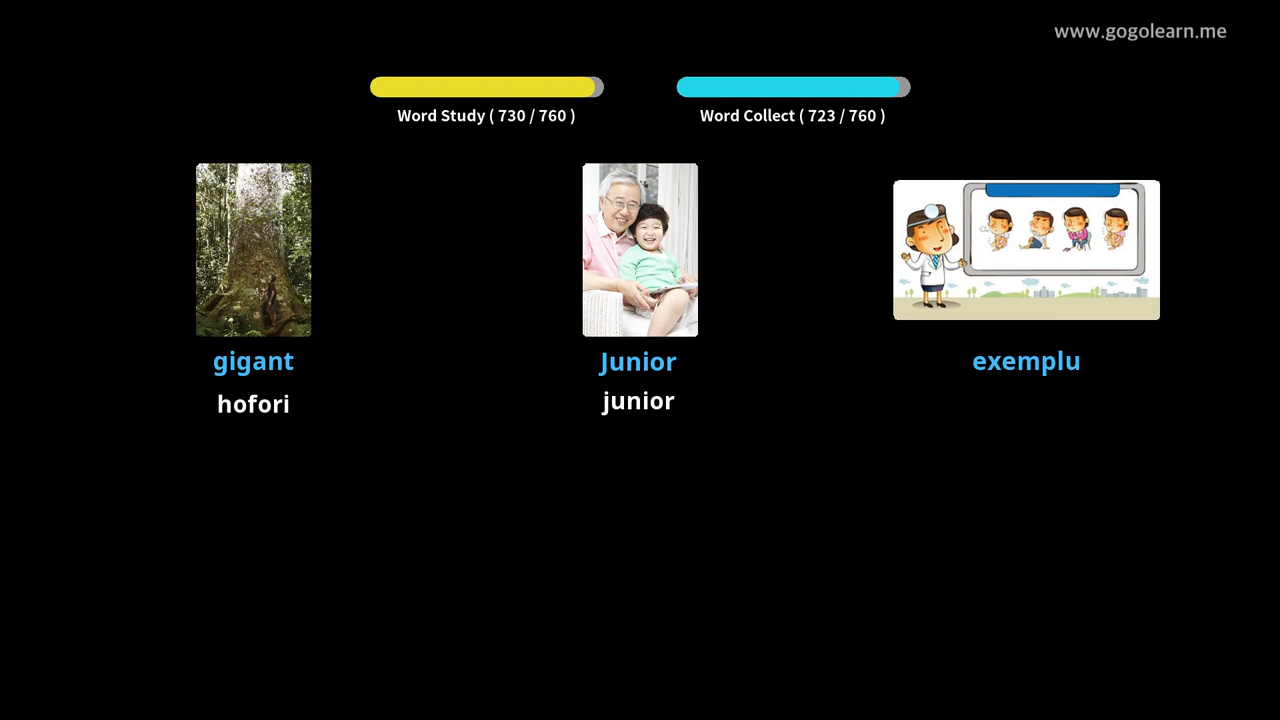 www.gogolearn.me
Word Study ( 730 / 760 )
Word Collect ( 723 / 760 )
gigant
Junior
exemplu
hofori
junior